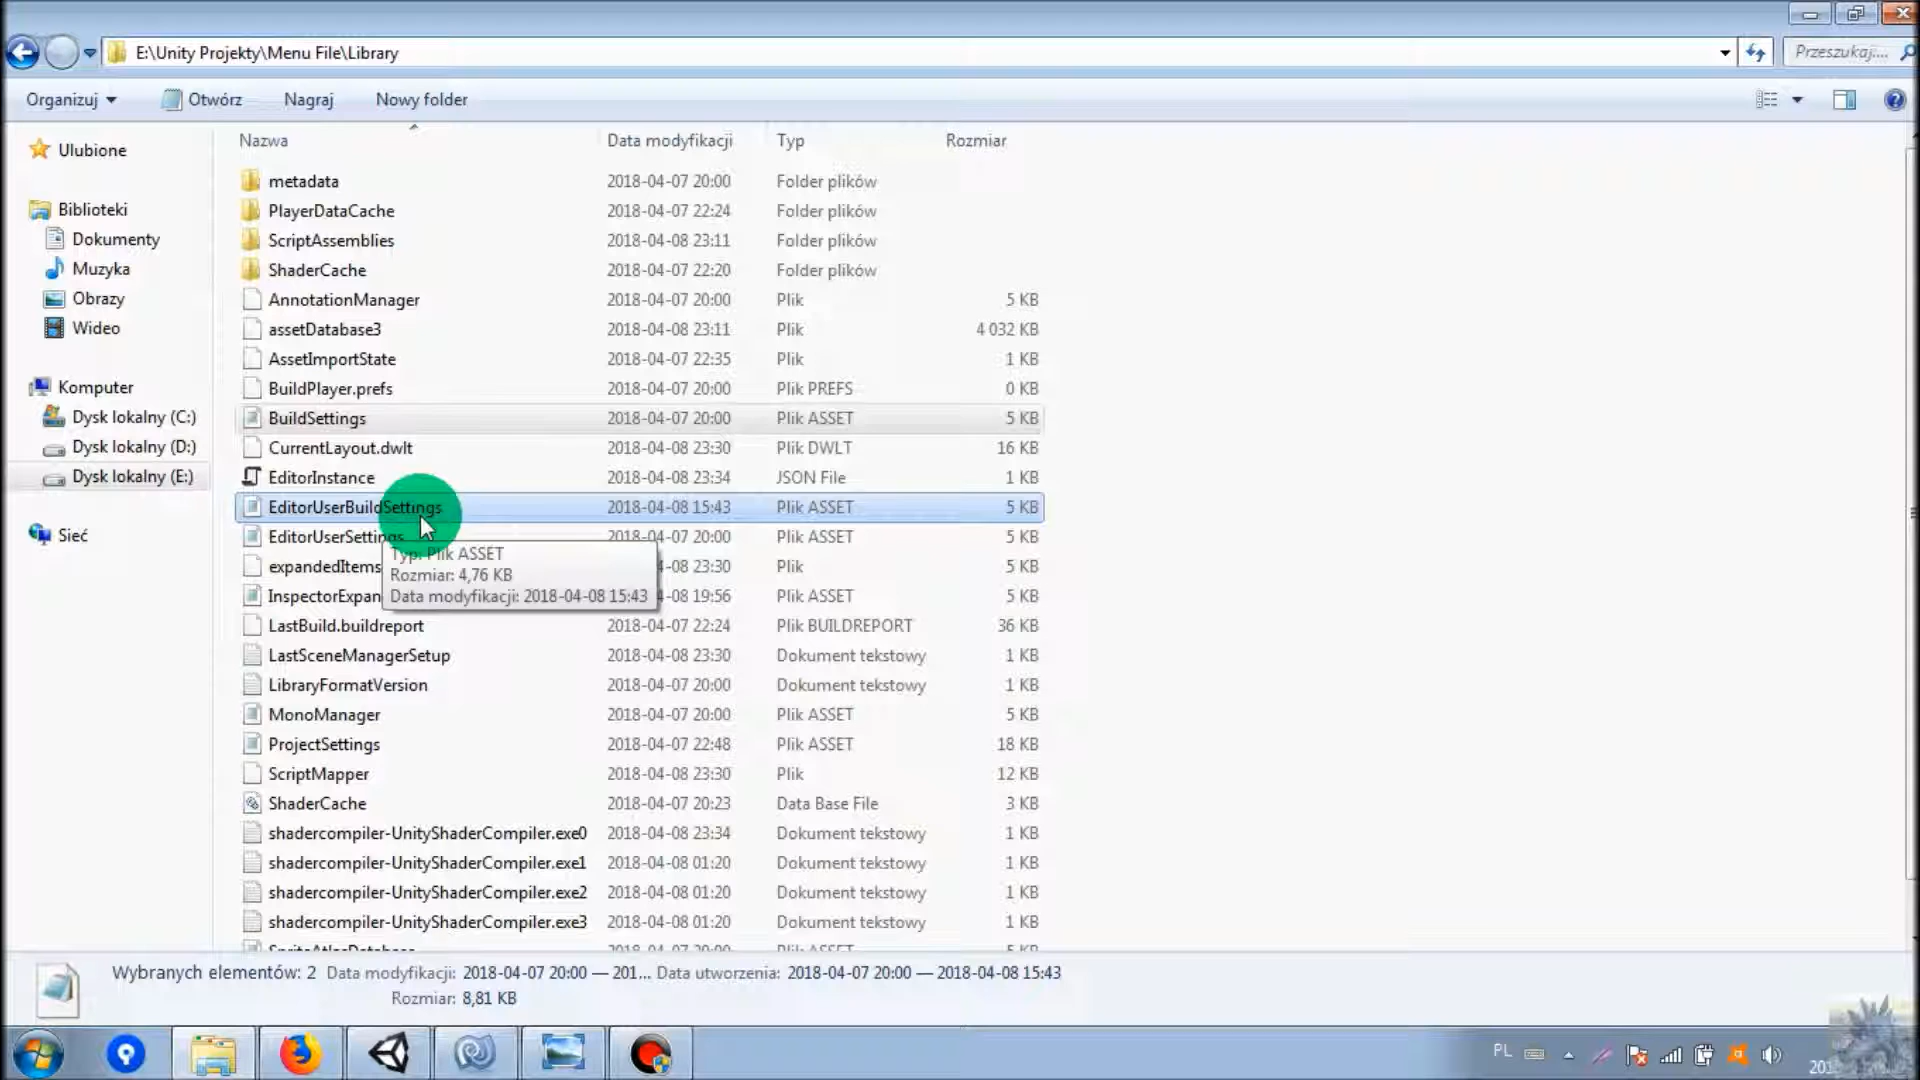 E:\Unity Projekty\Menu File\Library
Przeszukaj....
Organizuj
Otwórz
Nagraj
Nowy folder
Nazwa Data modyfikacji Typ Rozmiar
Ulubione
Biblioteki
Dokumenty
Muzyka
Obrazy
Wideo
Komputer
Dysk lokalny (C:)
Dysk lokalny (D:)
Dysk lokalny (E:)
Sieć
metadata 2018-04-07 20:00 Folder plików
PlayerDataCache 2018-04-07 22:24 Folder plików
ScriptAssemblies 2018-04-08 23:11 Folder plików
ShaderCache 2018-04-07 22:20 Folder plików
AnnotationManager 2018-04-07 20:00 Plik 5 KB
assetDatabase3 2018-04-08 23:11 Plik 4 032 KB
AssetImportState 2018-04-07 22:35 Plik 1 KB
BuildPlayer.prefs 2018-04-07 20:00 Plik PREFS 0 KB
BuildSettings 2018-04-07 20:00 Plik ASSET 5 KB
CurrentLayout.dwlt 2018-04-08 23:30 Plik DWLT 16 KB
EditorInstance 2018-04-08 23:34 JSON File 1 KB
EditorUserBuildSettings 2018-04-08 15:43 Plik ASSET 5 KB
EditorUserSettings 2018-04-07 20:00 Plik ASSET 5 KB
expandedItems -08 23:30 Plik 1 KB
InspectorExpan -08 19:56 Plik ASSET 5 KB
LastBuild.buildreport 2018-04-07 22:24 Plik BUILDREPORT 36 KB
LastSceneManagerSetup 2018-04-08 23:30 Dokument tekstowy 1 KB
LibraryFormatVersion 2018-04-07 20:00 Dokument tekstowy 1 KB
MonoManager 2018-04-07 20:00 Plik ASSET 5 KB
ProjectSettings 2018-04-07 22:48 Plik ASSET 18 KB
ScriptMapper 2018-04-08 23:30 Plik 12 KB
ShaderCache 2018-04-07 20:23 Data Base File 3 KB
shadercompiler-UnityShaderCompiler.exe0 2018-04-08 23:34 Dokument tekstowy 1 KB
shadercompiler-UnityShaderCompiler.exe1 2018-04-08 01:20 Dokument tekstowy 1 KB
shadercompiler-UnityShaderCompiler.exe2 2018-04-08 01:20 Dokument tekstowy 1 KB
shadercompiler-UnityShaderCompiler.exe3 2018-04-08 01:20 Dokument tekstowy 1 KB
SpriteAtlasDatabase 2018-04-07 20:00 Plik ASSET 5 KB
Typ: Plik ASSET
Rozmiar: 4,76 KB
Data modyfikacji: 2018-04-08 15:43
Wybranych elementów: 2 Data modyfikacji: 2018-04-07 20:00 — 201... Data utworzenia: 2018-04-07 20:00 — 2018-04-08 15:43
Rozmiar: 8,81 KB
PL